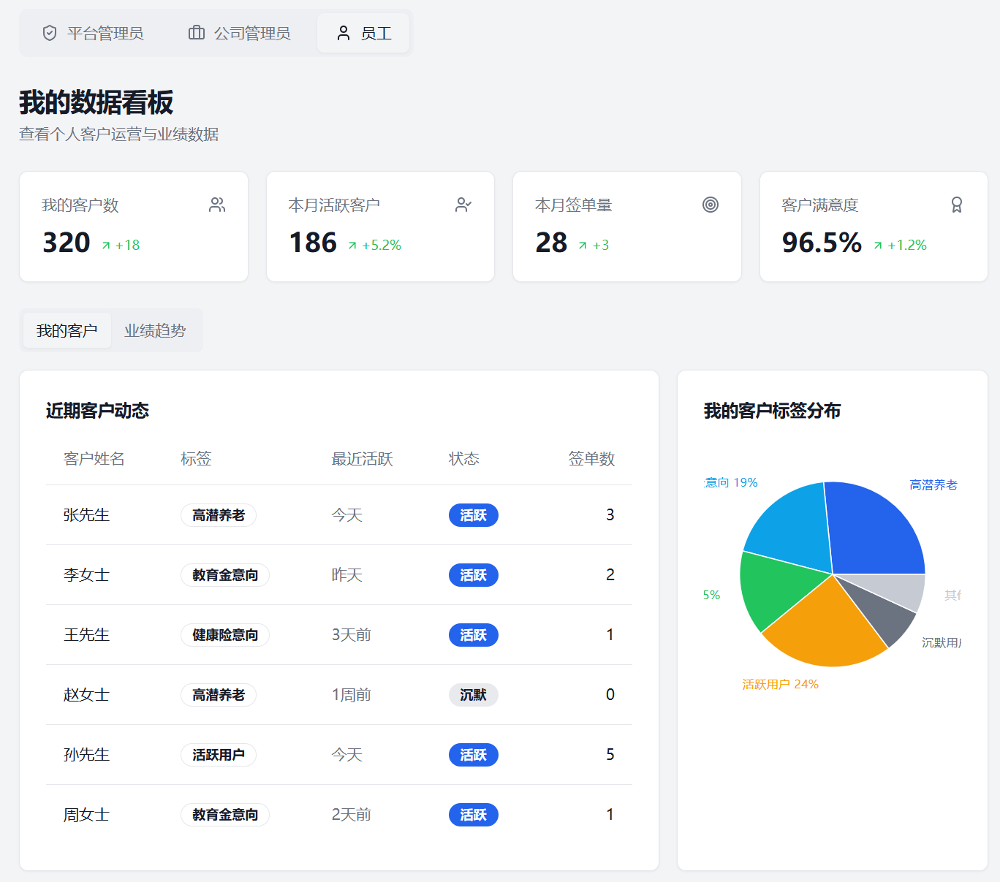 平台管理员 公司管理员 员工
我的数据看板
查看个人客户运营与业绩数据
我的客户数
320 +18
本月活跃客户
186 +5.2%
本月签单量
28 +3
客户满意度
96.5% +1.2%
我的客户 业绩趋势
近期客户动态
客户姓名 标签 最近活跃 状态 签单数
张先生 高潜养老 今天 活跃 3
李女士 教育金意向 昨天 活跃 2
王先生 健康险意向 3天前 活跃 1
赵女士 高潜养老 1周前 沉默 0
孙先生 活跃用户 今天 活跃 5
周女士 教育金意向 2天前 活跃 1
我的客户标签分布
意向 19%
高潜养老
5%
其
沉默用
活跃用户 24%